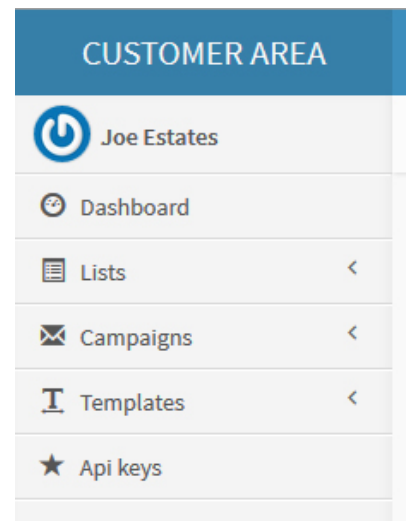 CUSTOMER AREA
Joe Estates
Dashboard
Lists
Campaigns
Templates
Api keys